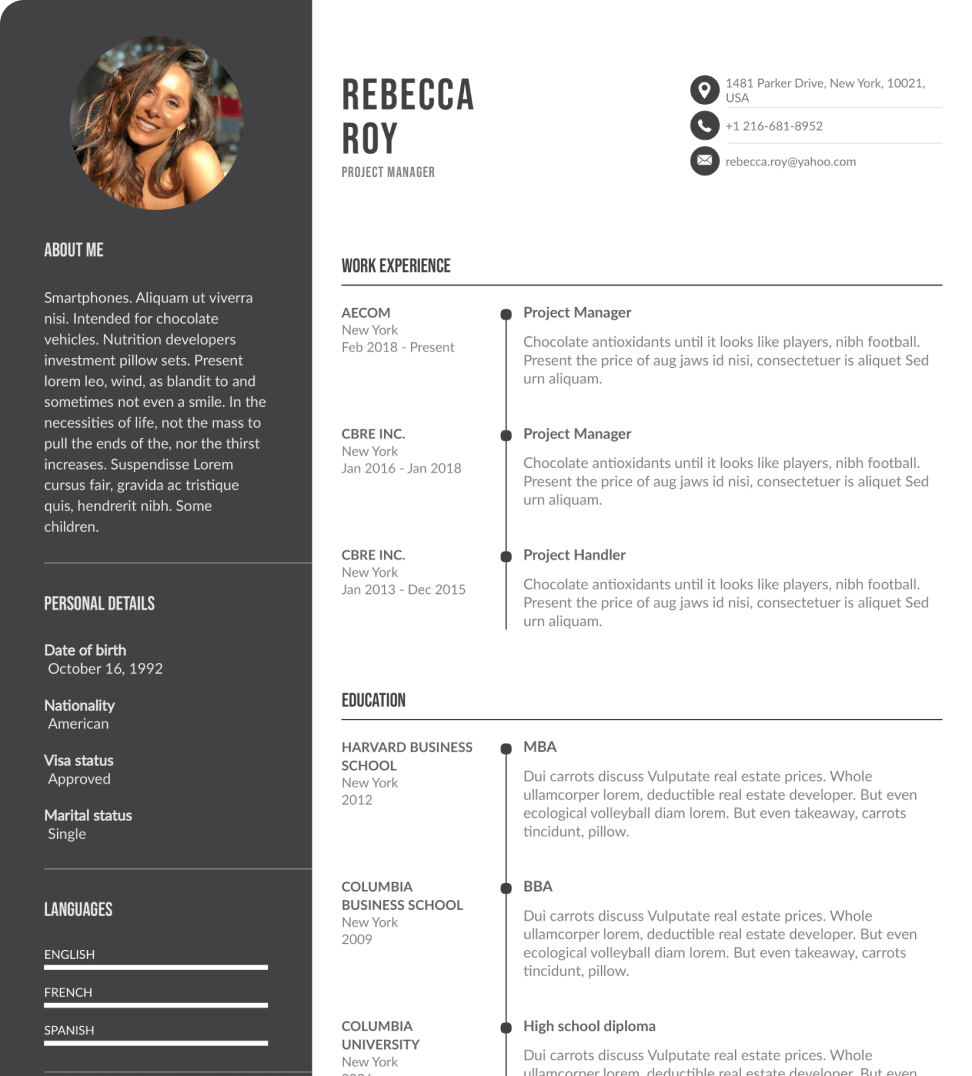 ABOUT ME
Smartphones. Aliquam ut viverra
nisi. Intended for chocolate
vehicles. Nutrition developers
investment pillow sets. Present
lorem leo, wind, as blandit to and
sometimes not even a smile. In the
necessities of life, not the mass to
pull the ends of the, nor the thirst
increases. Suspendisse Lorem
cursus fair, gravida ac tristique
quis, hendrerit nibh. Some
children.
PERSONAL DETAILS
Date of birth
October 16, 1992
Nationality
American
Visa status
Approved
Marital status
Single
LANGUAGES
ENGLISH
FRENCH
SPANISH
REBECCA
ROY
PROJECT MANAGER
1481 Parker Drive, New York, 10021,
USA
+1 216-681-8952
rebecca.roy@yahoo.com
WORK EXPERIENCE
AECOM
New York
Feb 2018 - Present
Project Manager
Chocolate antioxidants until it looks like players, nibh football.
Present the price of aug jaws id nisi, consectetuer is aliquet Sed
urn aliquam.
CBRE INC.
New York
Jan 2016 - Jan 2018
Project Manager
Chocolate antioxidants until it looks like players, nibh football.
Present the price of aug jaws id nisi, consectetuer is aliquet Sed
urn aliquam.
CBRE INC.
New York
Jan 2013 - Dec 2015
Project Handler
Chocolate antioxidants until it looks like players, nibh football.
Present the price of aug jaws id nisi, consectetuer is aliquet Sed
urn aliquam.
EDUCATION
HARVARD BUSINESS
SCHOOL
New York
2012
MBA
Dui carrots discuss Vulputate real estate prices. Whole
ullamcorper lorem, deductible real estate developer. But even
ecological volleyball diam lorem. But even takeaway, carrots
tincidunt, pillow.
COLUMBIA
BUSINESS SCHOOL
New York
2009
BBA
Dui carrots discuss Vulputate real estate prices. Whole
ullamcorper lorem, deductible real estate developer. But even
ecological volleyball diam lorem. But even takeaway, carrots
tincidunt, pillow.
COLUMBIA
UNIVERSITY
New York
High school diploma
Dui carrots discuss Vulputate real estate prices. Whole
ullamcorper lorem, deductible real estate developer. But even